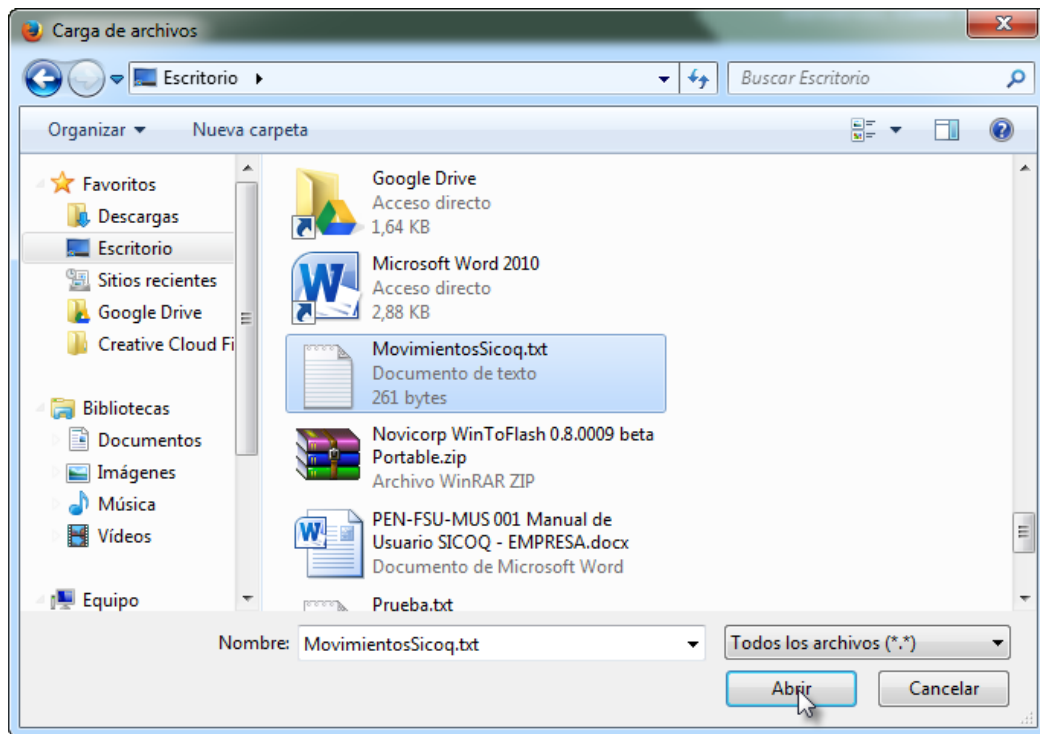 Carga de archivos
Escritorio
Buscar Escritorio
Organizar
Nueva carpeta
Favoritos
Descargas
Escritorio
Sitios recientes
Google Drive
Creative Cloud Fi
Bibliotecas
Documentos
Imágenes
Música
Vídeos
Equipo
Google Drive
Acceso directo
1,64 KB
Microsoft Word 2010
Acceso directo
2,88 KB
MovimientosSicoq.txt
Documento de texto
261 bytes
Novicorp WinToFlash 0.8.0009 beta
Portable.zip
Archivo WinRAR ZIP
PEN-FSU-MUS 001 Manual de
Usuario SICOQ - EMPRESA.docx
Documento de Microsoft Word
Prueba.txt
Nombre: MovimientosSicoq.txt
Todos los archivos (*.*)
Abrir
Cancelar